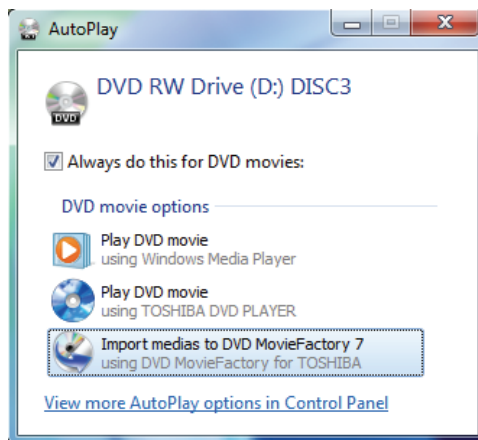 AutoPlay
DVD RW Drive (D:) DISC3
DVD
Always do this for DVD movies:
DVD movie options
Play DVD movie
using Windows Media Player
Play DVD movie
using TOSHIBA DVD PLAYER
Import medias to DVD MovieFactory 7
using DVD MovieFactory for TOSHIBA
View more AutoPlay options in Control Panel